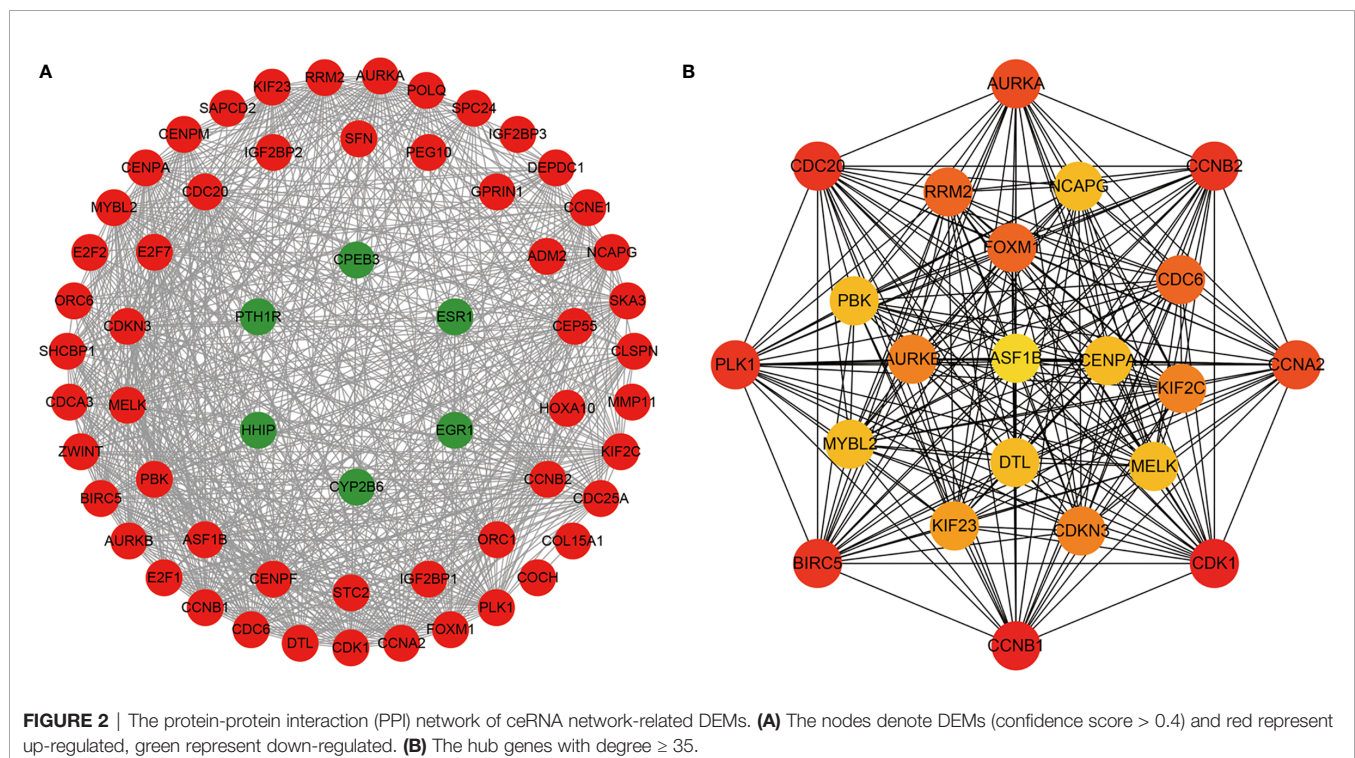 A
B
RRM2
AURKA
KIF23
POLQ
SAPCD2
SPC24
CENPM
SFN
IGF2BP3
IGF2BP2
PEG10
CENPA
DEPDC1
CDC20
GPRIN1
MYBL2
CCNE1
E2F2
E2F7
CPEB3
ADM2
NCAPG
ORC6
PTH1R
ESR1
SKA3
CDKN3
CEP55
SHCBP1
CLSPN
CDCA3
MELK
HOXA10
MMP11
HHIP
EGR1
ZWINT
KIF2C
PBK
CYP2B6
CCNB2
BIRC5
CDC25A
AURKB
ASF1B
ORC1
COL15A1
E2F1
CENPF
STC2
IGF2BP1
COCH
CCNB1
PLK1
CDC6
FOXM1
DTL
CDK1
CCNA2
AURKA
CDC20
CCNB2
RRM2
NCAPG
FOXM1
CDC6
PBK
PLK1
AURKB
ASF1B
CENPA
CCNA2
KIF2C
MYBL2
DTL
MELK
KIF23
CDKN3
BIRC5
CDK1
CCNB1
FIGURE 2 | The protein-protein interaction (PPI) network of ceRNA network-related DEMs. (A) The nodes denote DEMs (confidence score > 0.4) and red represent
up-regulated, green represent down-regulated. (B) The hub genes with degree ≥ 35.